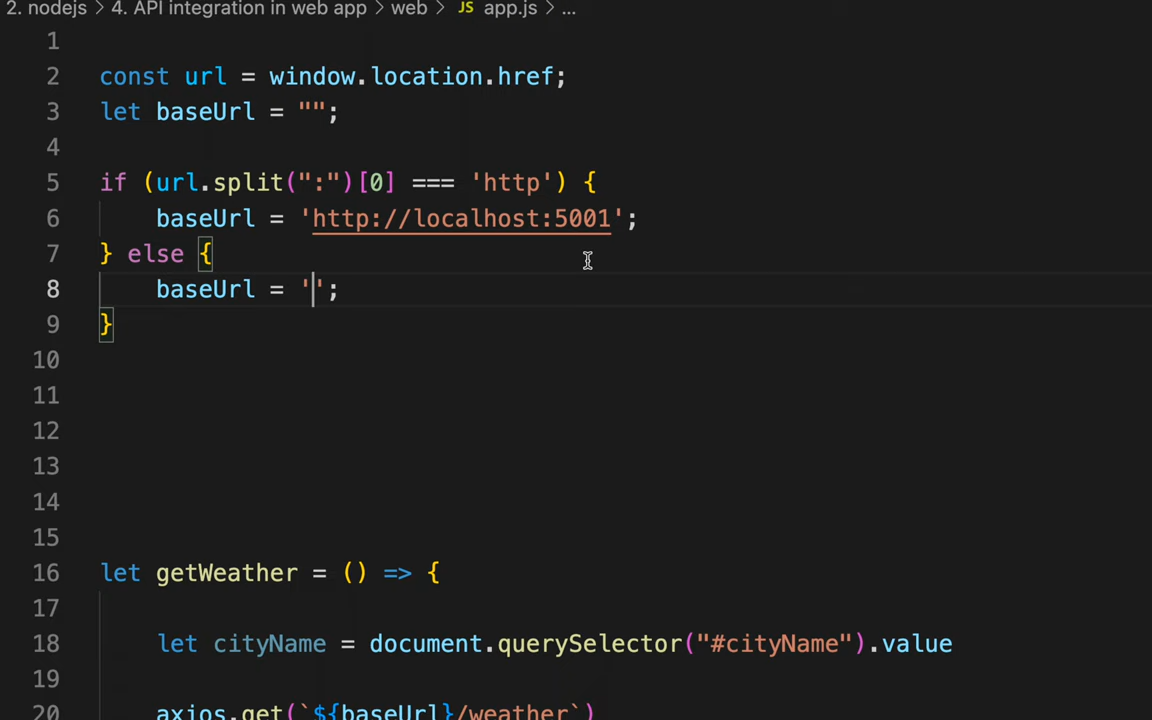 2. nodejs > 4. API integration in web app > web > JS app.js > ...
1
2 const url = window.location.href;
3 let baseUrl = "";
4
5 if (url.split(":")[0] === 'http') {
6 baseUrl = 'http://localhost:5001';
7 } else {
8 baseUrl = '';
9 }
10
11
12
13
14
15
16 let getWeather = () => {
17
18 let cityName = document.querySelector("#cityName").value
19
20 axios.get(`${baseUrl}/weather`)